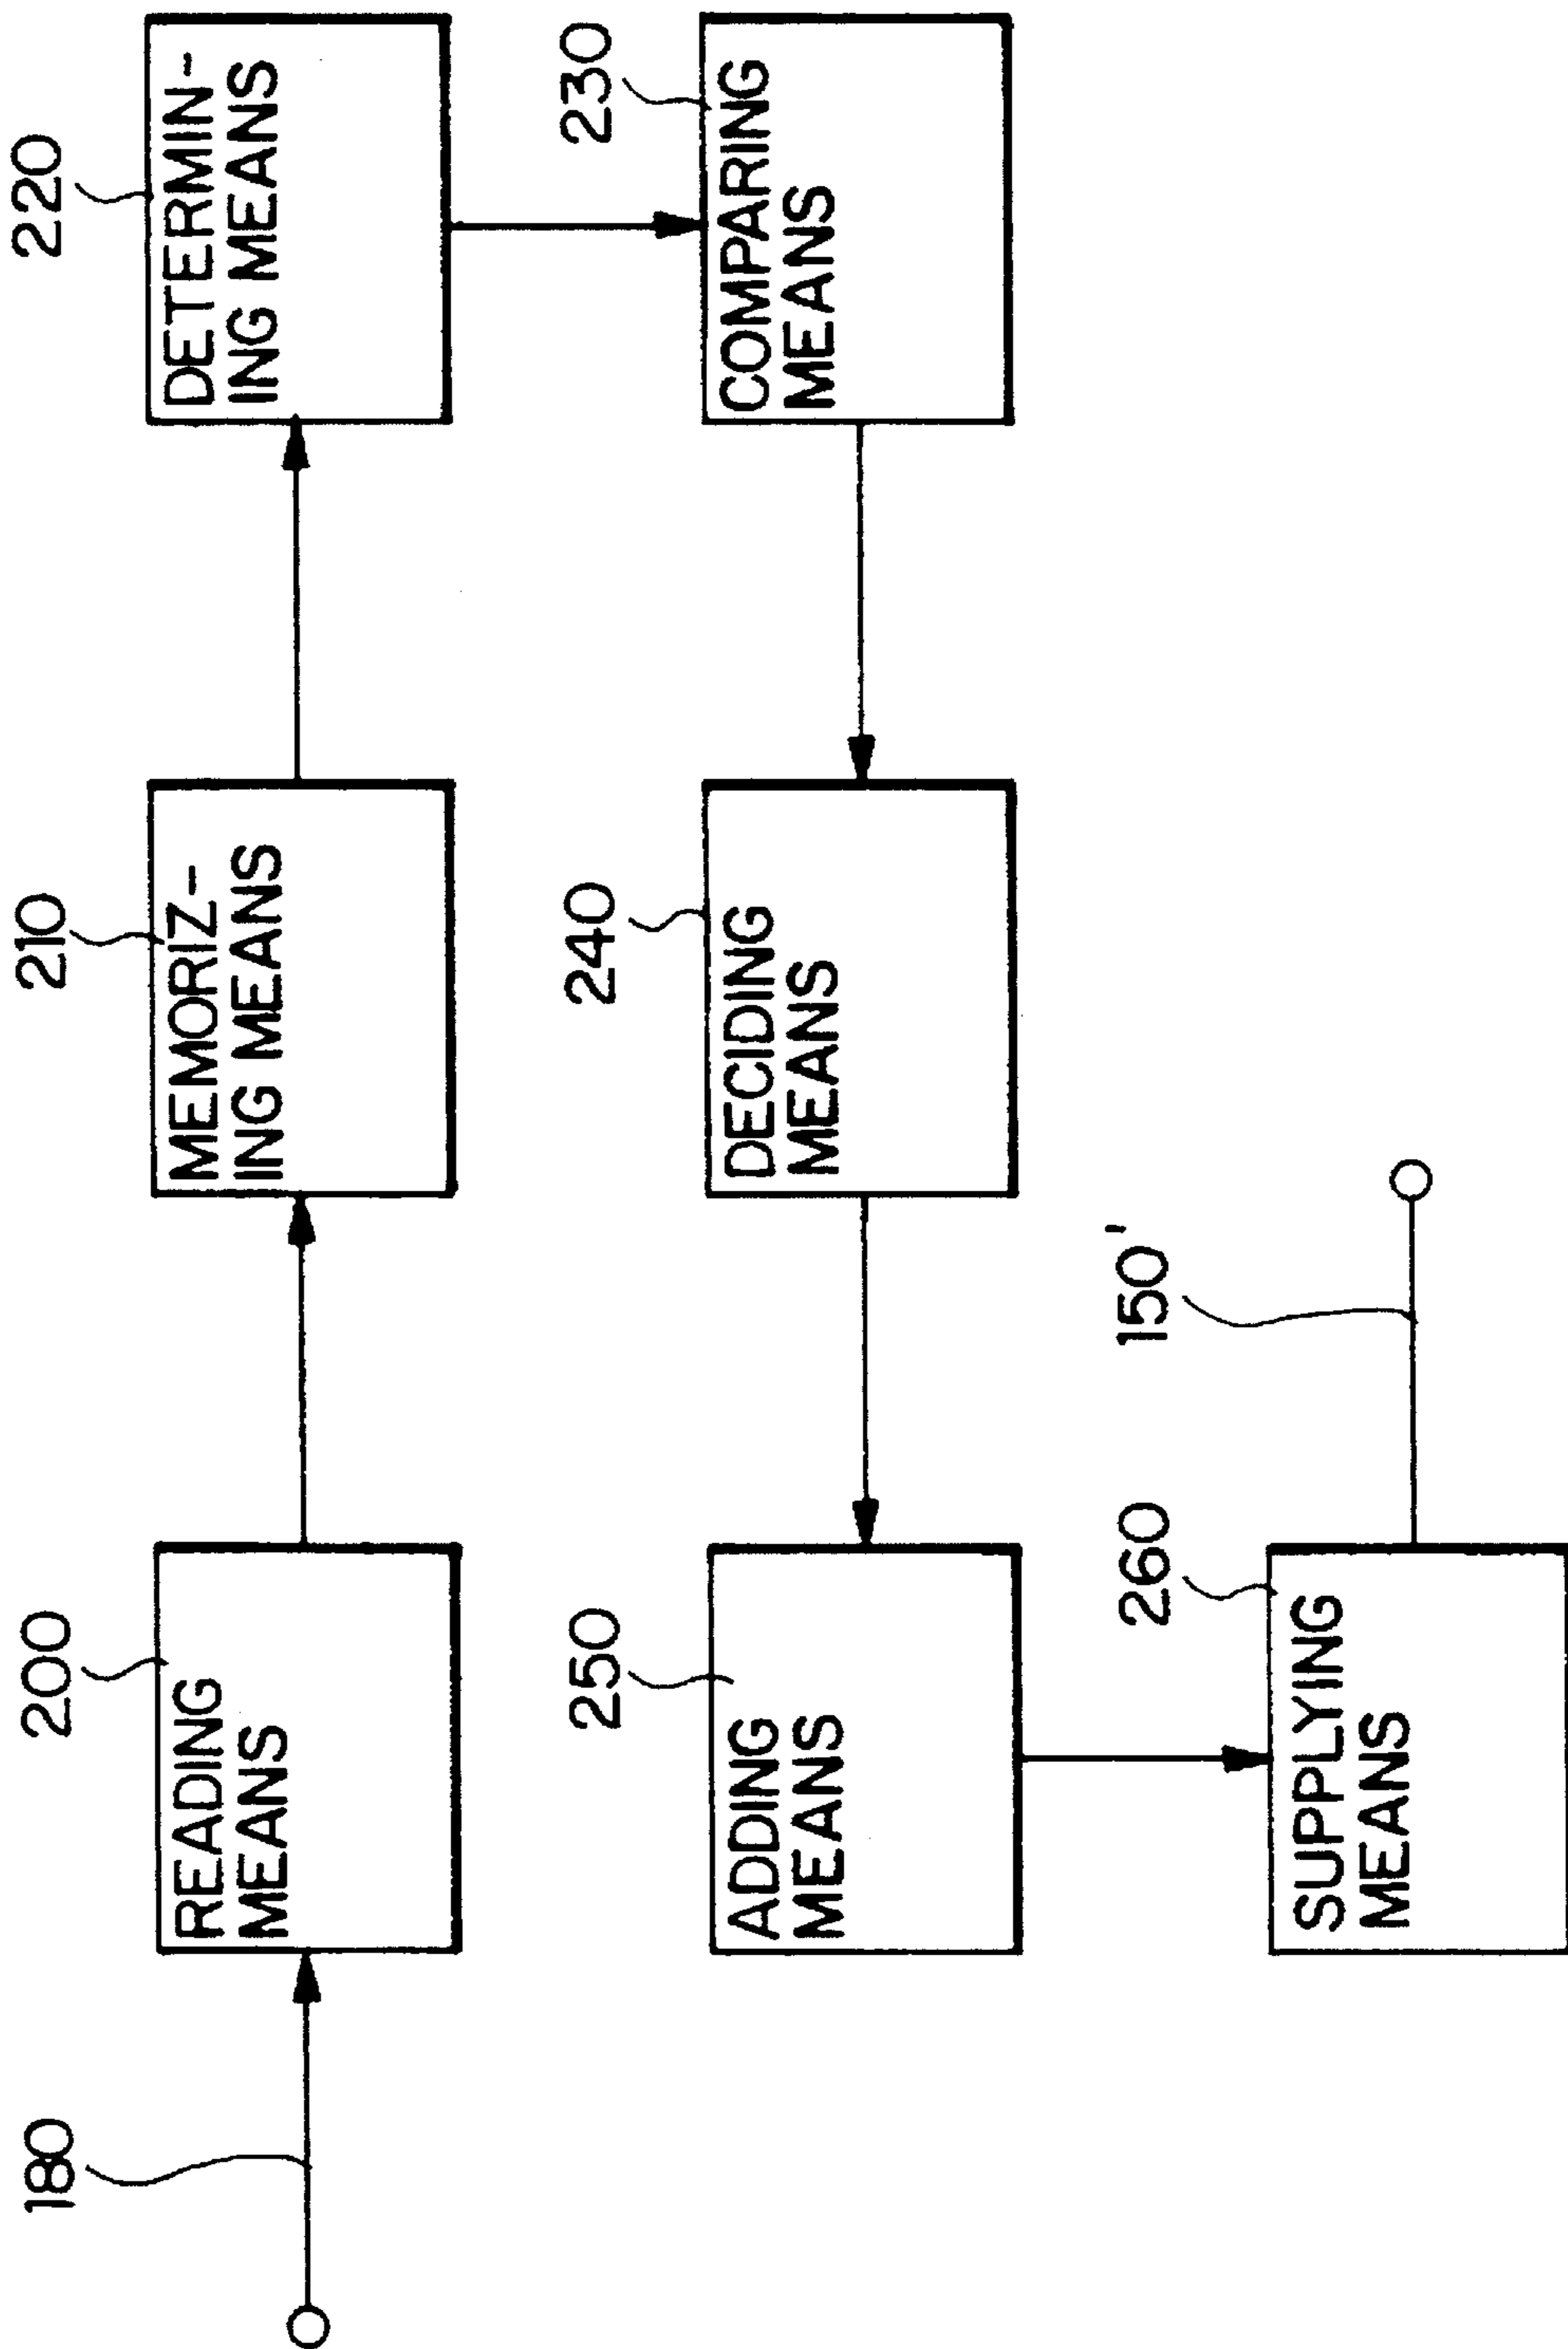 180
200
READING
MEANS
210
MEMORIZ-
ING MEANS
220
DETERMIN-
ING MEANS
250
ADDING
MEANS
240
DECIDING
MEANS
230
COMPARING
MEANS
260
SUPPLYING
MEANS
150'